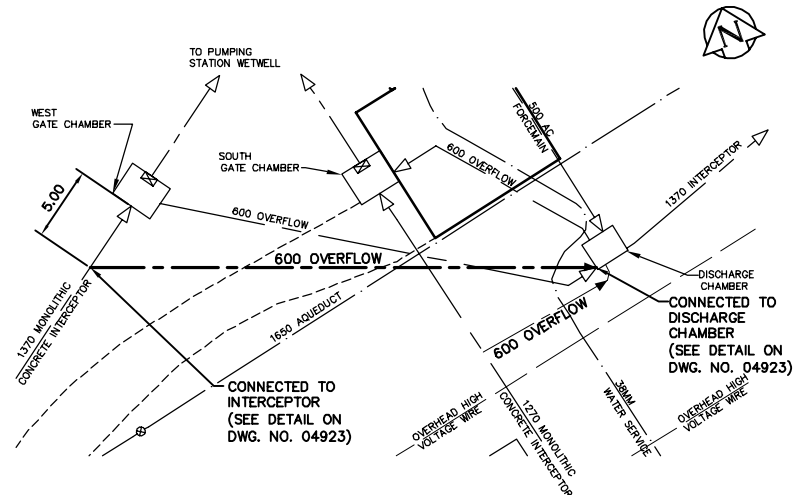 N
TO PUMPING
STATION WETWELL
WEST
GATE CHAMBER
SOUTH
GATE CHAMBER
500 AC
FORCEMAIN
600 OVERFLOW
1370 INTERCEPTOR
5.00
600 OVERFLOW
600 OVERFLOW
DISCHARGE
CHAMBER
1370 MONOLITHIC
CONCRETE INTERCEPTOR
1650 AQUEDUCT
600 OVERFLOW
CONNECTED TO
DISCHARGE
CHAMBER
(SEE DETAIL ON
DWG. NO. 04923)
CONNECTED TO
INTERCEPTOR
(SEE DETAIL ON
DWG. NO. 04923)
OVERHEAD HIGH
VOLTAGE WIRE
1270 MONOLITHIC
CONCRETE INTERCEPTOR
38MM
WATER SERVICE
OVERHEAD HIGH
VOLTAGE WIRE